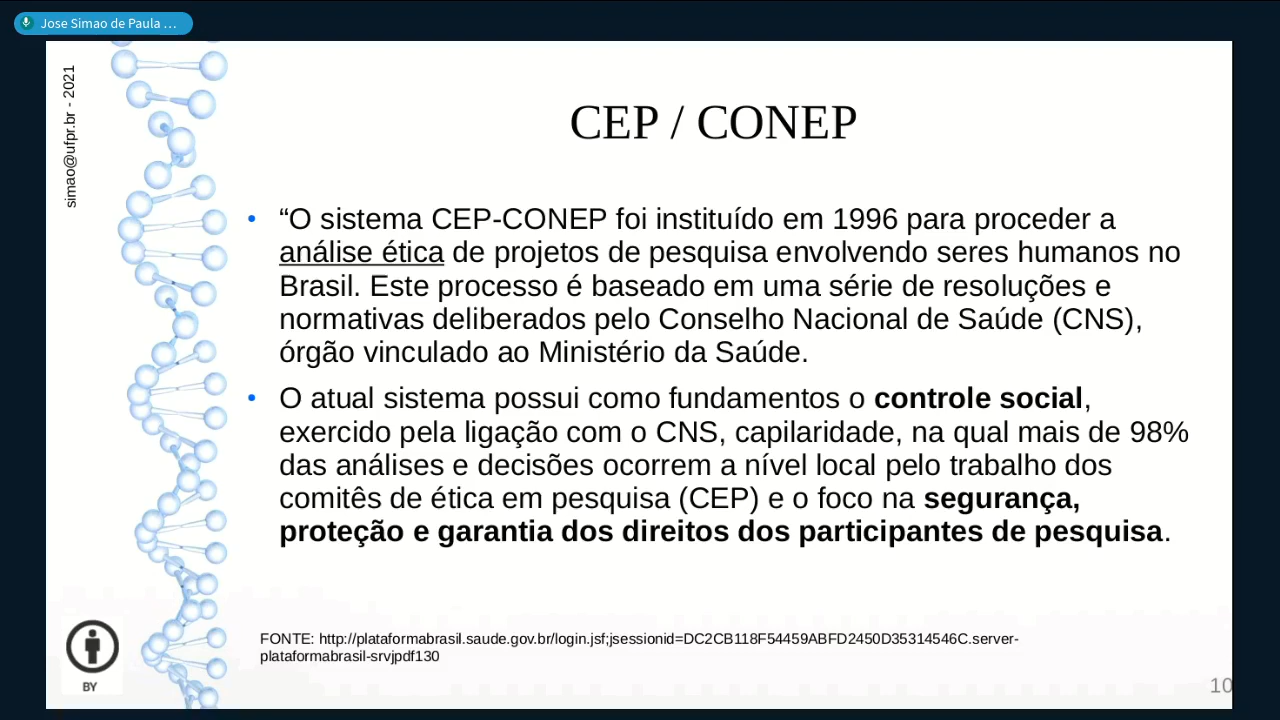 Jose Simao de Paula ...
simao@ufpr.br - 2021
CEP / CONEP
• “O sistema CEP-CONEP foi instituído em 1996 para proceder a
análise ética de projetos de pesquisa envolvendo seres humanos no
Brasil. Este processo é baseado em uma série de resoluções e
normativas deliberados pelo Conselho Nacional de Saúde (CNS),
órgão vinculado ao Ministério da Saúde.
• O atual sistema possui como fundamentos o controle social,
exercido pela ligação com o CNS, capilaridade, na qual mais de 98%
das análises e decisões ocorrem a nível local pelo trabalho dos
comitês de ética em pesquisa (CEP) e o foco na segurança,
proteção e garantia dos direitos dos participantes de pesquisa.
FONTE: http://plataformabrasil.saude.gov.br/login.jsf;jsessionid=DC2CB118F54459ABFD2450D35314546C.server-
plataformabrasil-srvjpdf130
BY
10